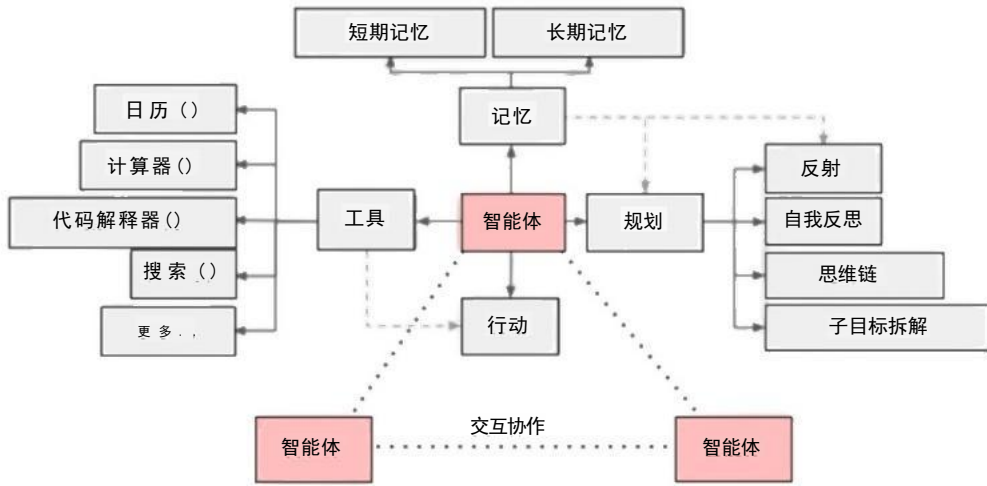 短期记忆
长期记忆
日历（）
记忆
计算器()
反射
代码解释器()
工具
智能体
规划
自我反思
搜索（）
思维链
更多.,
行动
子目标拆解
交互协作
智能体
智能体